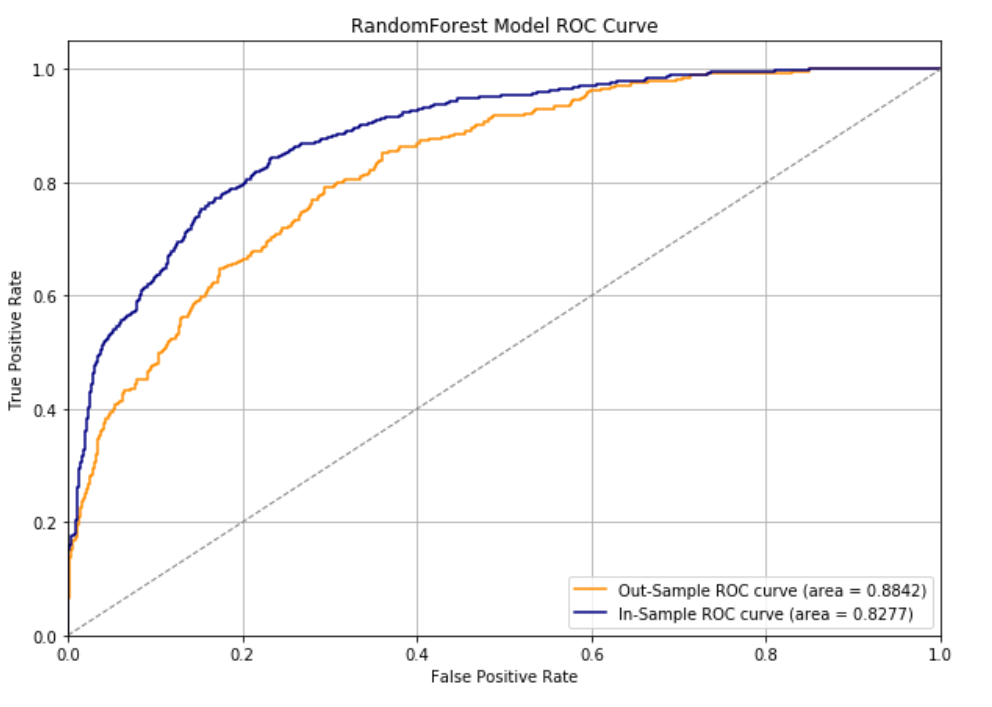 RandomForest Model ROC Curve
1.0
0.8
0.6
0.4
0.2
0.0
True Positive Rate
Out-Sample ROC curve (area = 0.8842)
In-Sample ROC curve (area = 0.8277)
0.0 0.2 0.4 0.6 0.8 1.0
False Positive Rate